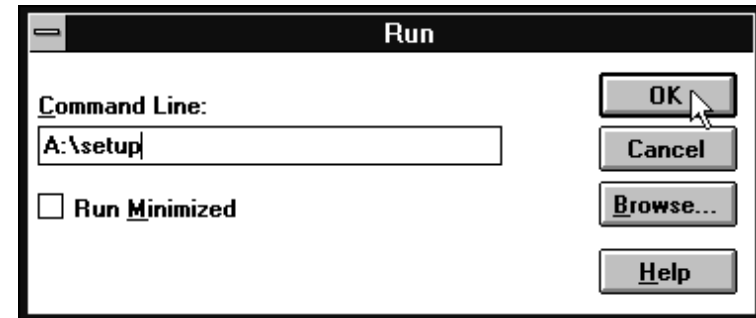 Run
Command Line:
A:\setup
Run Minimized
OK
Cancel
Browse...
Help